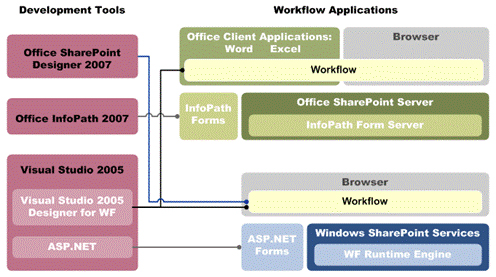 Development Tools
Workflow Applications
Office SharePoint
Designer 2007
Office InfoPath 2007
Visual Studio 2005
Visual Studio 2005
Designer for WF
ASP.NET
Office Client Applications:
Word Excel
Browser
Workflow
InfoPath
Forms
Office SharePoint Server
InfoPath Form Server
Browser
Workflow
ASP.NET
Forms
Windows SharePoint Services
WF Runtime Engine